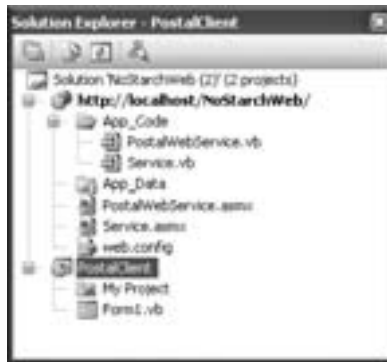 Solution Explorer - PostalClient
Solution 'NoStarchWeb (2)' (2 projects)
http://localhost/NoStarchWeb/
App_Code
PostalWebService.vb
Service.vb
App_Data
PostalWebService.asmx
Service.asmx
web.config
PostalClient
My Project
Form1.vb